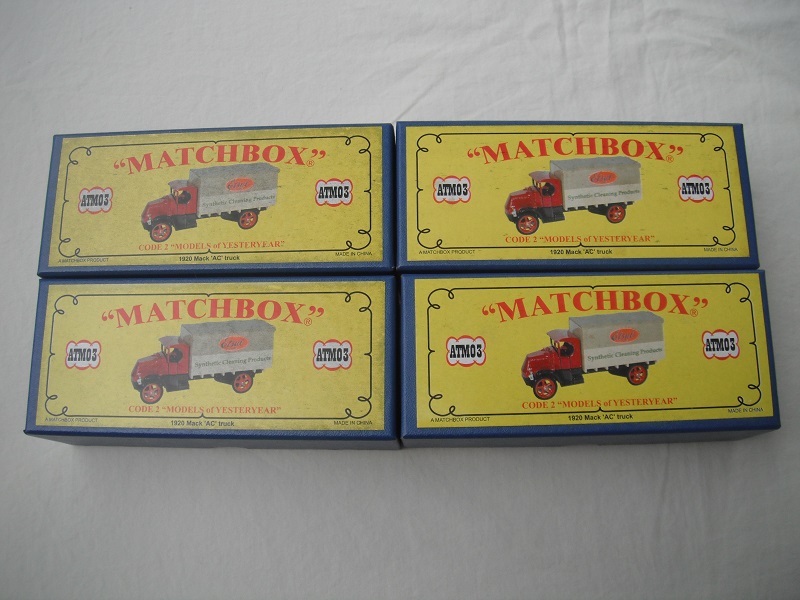 "MATCHBOX"®
ATM03 ATM03
Synthetic Cleaning Products
CODE 2 "MODELS of YESTERYEAR"
A MATCHBOX PRODUCT 1920 Mack 'AC' truck MADE IN CHINA
"MATCHBOX"®
ATM03 ATM03
Synthetic Cleaning Products
CODE 2 "MODELS of YESTERYEAR"
A MATCHBOX PRODUCT 1920 Mack 'AC' truck MADE IN CHINA
"MATCHBOX"®
ATM03 ATM03
Synthetic Cleaning Products
CODE 2 "MODELS of YESTERYEAR"
A MATCHBOX PRODUCT 1920 Mack 'AC' truck MADE IN CHINA
"MATCHBOX"®
ATM03 ATM03
Synthetic Cleaning Products
CODE 2 "MODELS of YESTERYEAR"
A MATCHBOX PRODUCT 1920 Mack 'AC' truck MADE IN CHINA